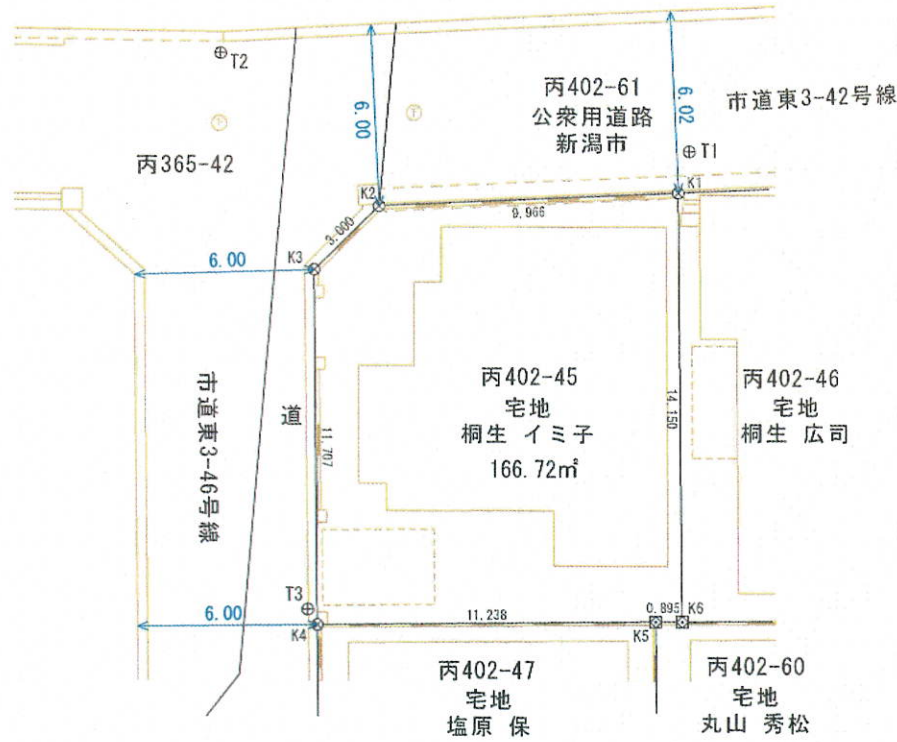 T2
丙402-61
公衆用道路
新潟市
6.00
6.02
市道東3-42号線
T1
丙365-42
K2
K1
9.966
3.000
K3
6.00
丙402-45
宅地
桐生 イミ子
166.72㎡
14.150
丙402-46
宅地
桐生 広司
市道東3-46号線
道
11.707
T3
6.00
K4
11.238
0.895
K6
K5
丙402-47
宅地
塩原 保
丙402-60
宅地
丸山 秀松